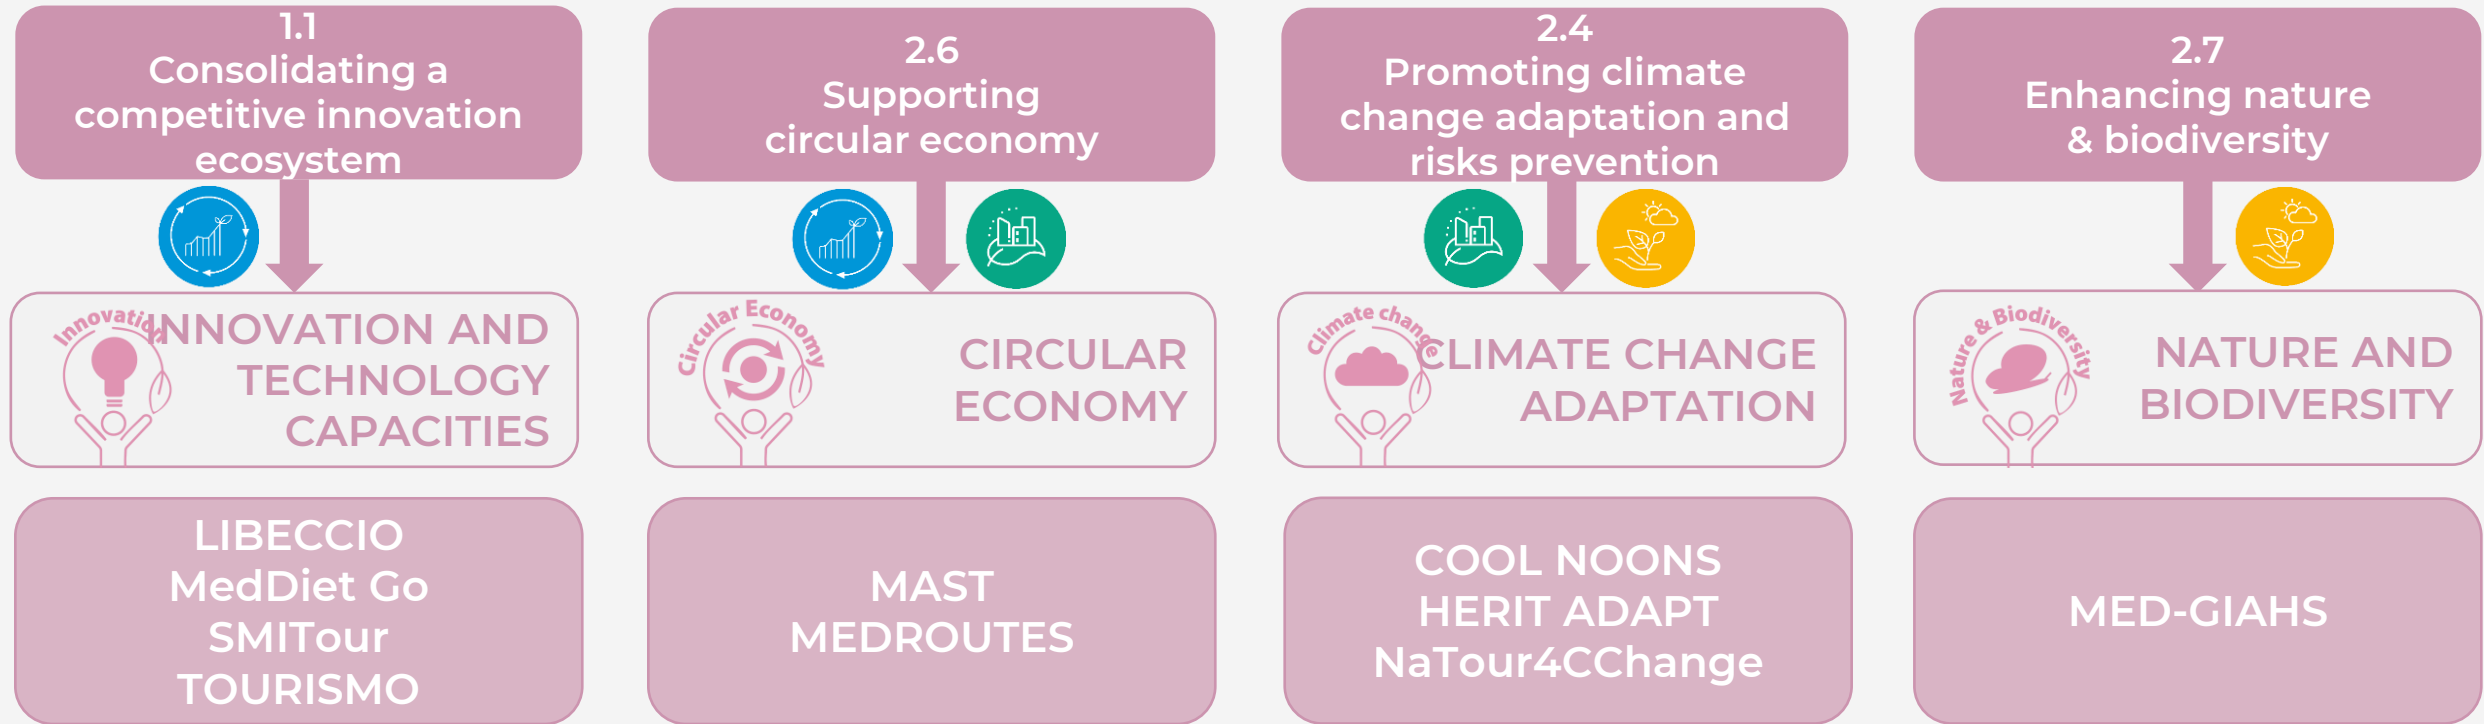 1.1
Consolidating a
competitive innovation
ecosystem
2.6
Supporting
circular economy
2.4
Promoting climate
change adaptation and
risks prevention
2.7
Enhancing nature
& biodiversity
Innovation
INNOVATION AND
TECHNOLOGY
CAPACITIES
Circular Economy
CIRCULAR
ECONOMY
Climate change
CLIMATE CHANGE
ADAPTATION
Nature & Biodiversity
NATURE AND
BIODIVERSITY
LIBECCIO
MedDiet Go
SMITour
TOURISMO
MAST
MEDROUTES
COOL NOONS
HERIT ADAPT
NaTour4CChange
MED-GIAHS